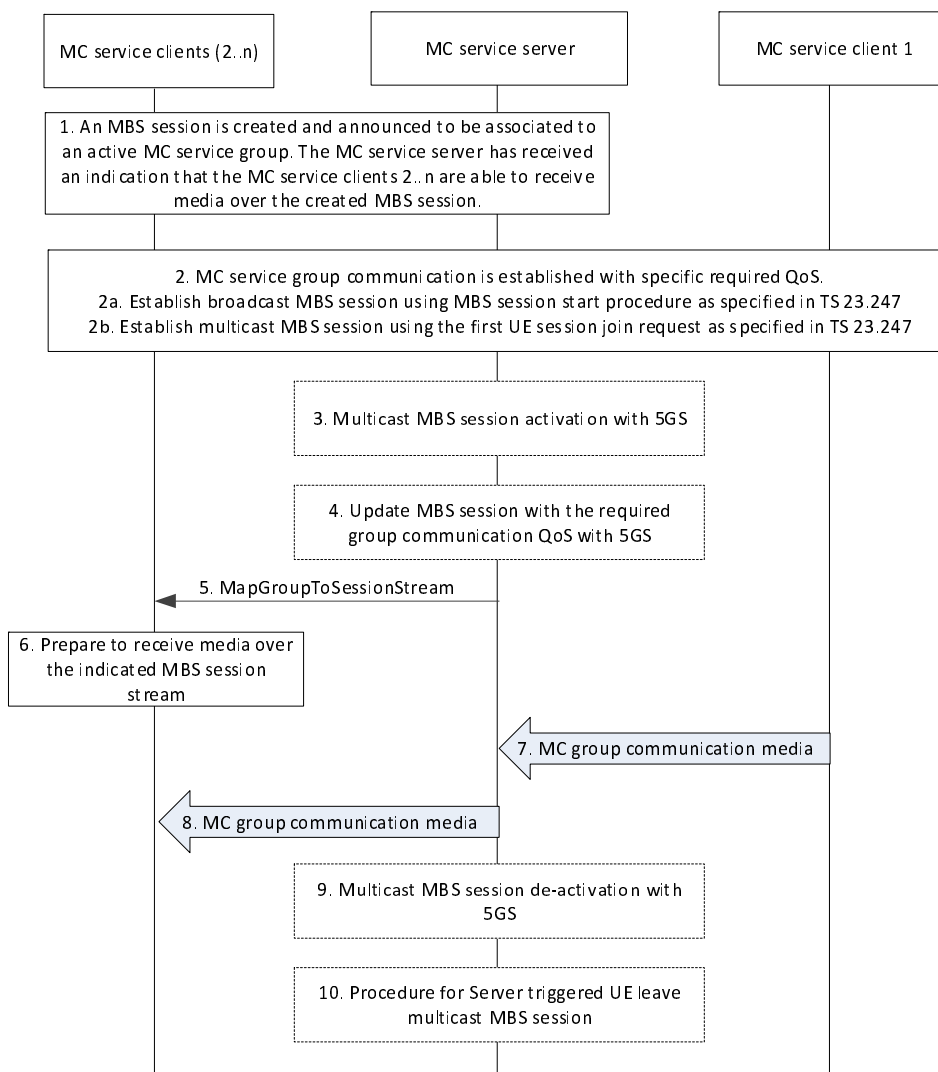 MC service clients (2..n)
MC service server
MC service client 1
1. An MBS session is created and announced to be associated to
an active MC service group. The MC service server has received
an indication that the MC service clients 2..n are able to receive
media over the created MBS session.
2. MC service group communication is established with specific required QoS.
2a. Establish broadcast MBS session using MBS session start procedure as specified in TS 23.247
2b. Establish multicast MBS session using the first UE session join request as specified in TS 23.247
3. Multicast MBS session activation with 5GS
4. Update MBS session with the required
group communication QoS with 5GS
5. MapGroupToSessionStream
6. Prepare to receive media over
the indicated MBS session
stream
7. MC group communication media
8. MC group communication media
9. Multicast MBS session de-activation with
5GS
10. Procedure for Server triggered UE leave
multicast MBS session